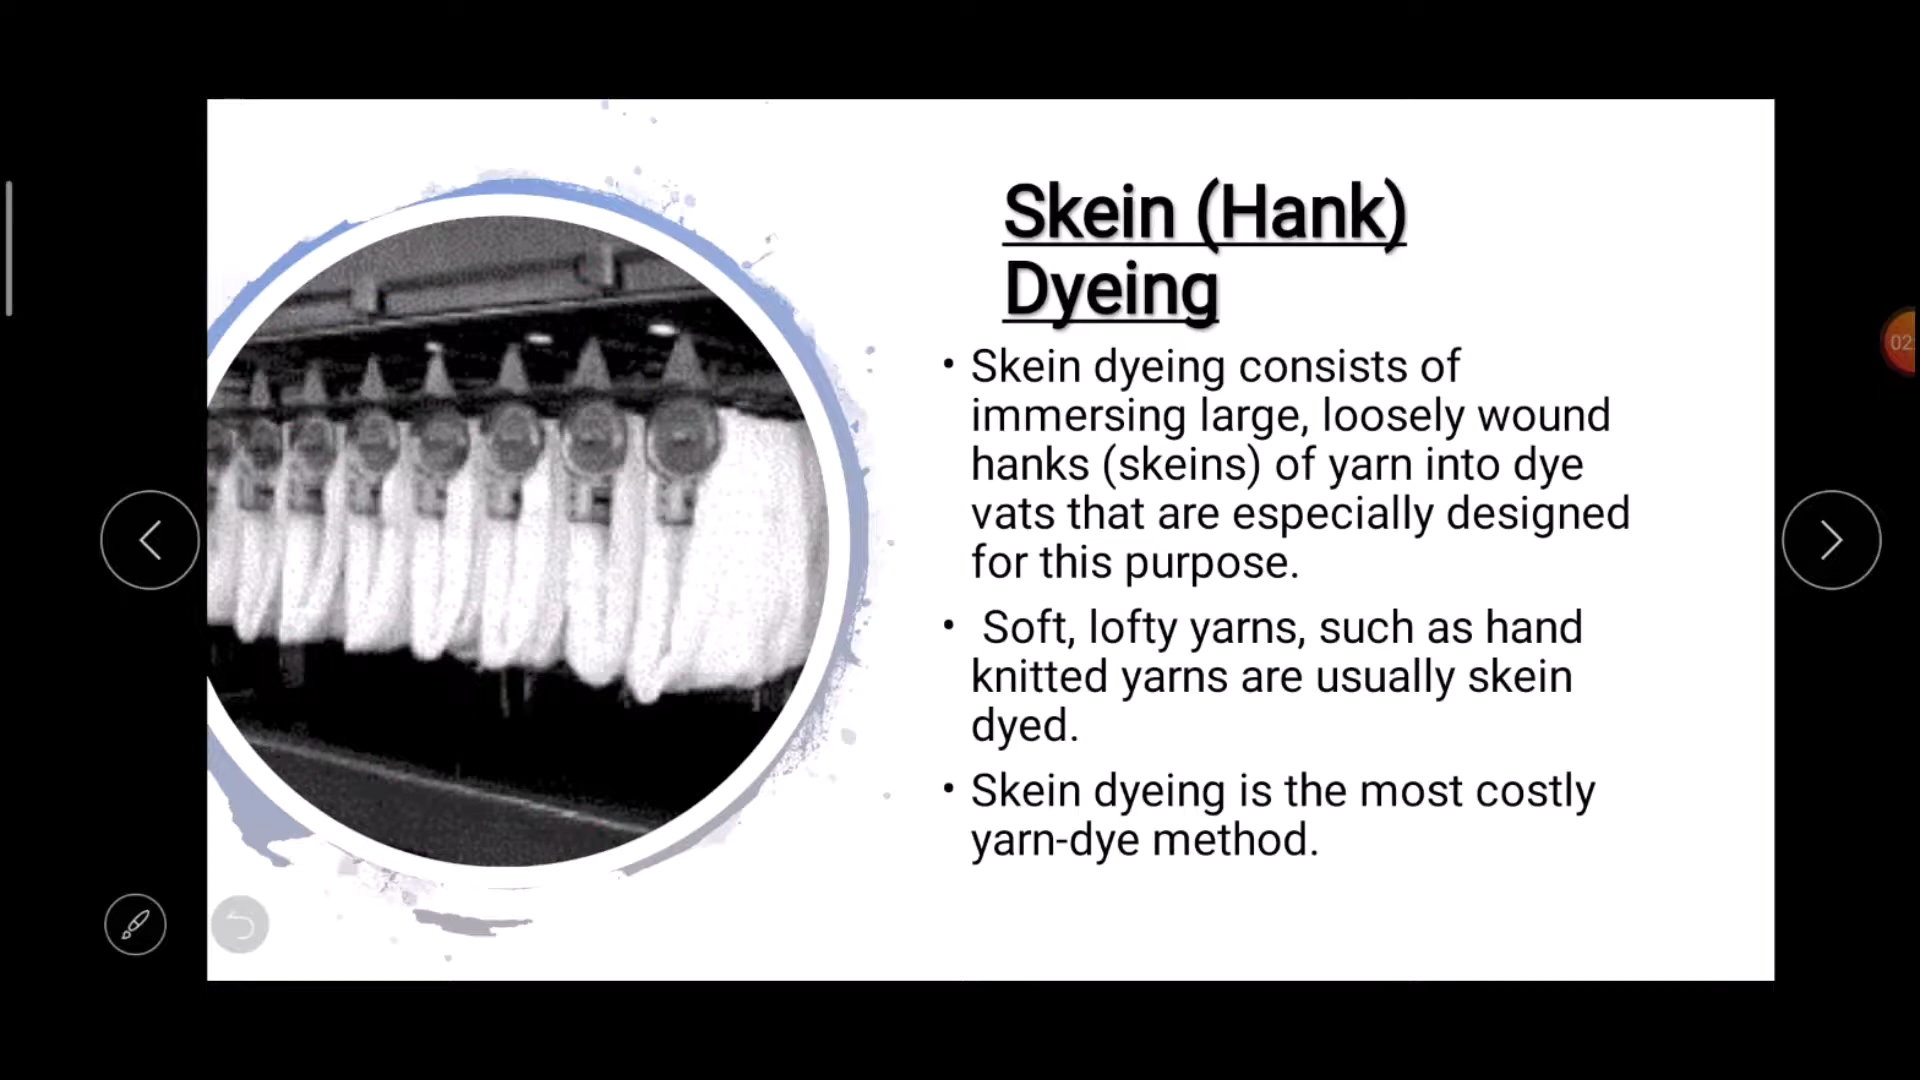 Skein (Hank)
Dyeing
• Skein dyeing consists of
immersing large, loosely wound
hanks (skeins) of yarn into dye
vats that are especially designed
for this purpose.
• Soft, lofty yarns, such as hand
knitted yarns are usually skein
dyed.
• Skein dyeing is the most costly
yarn-dye method.
02